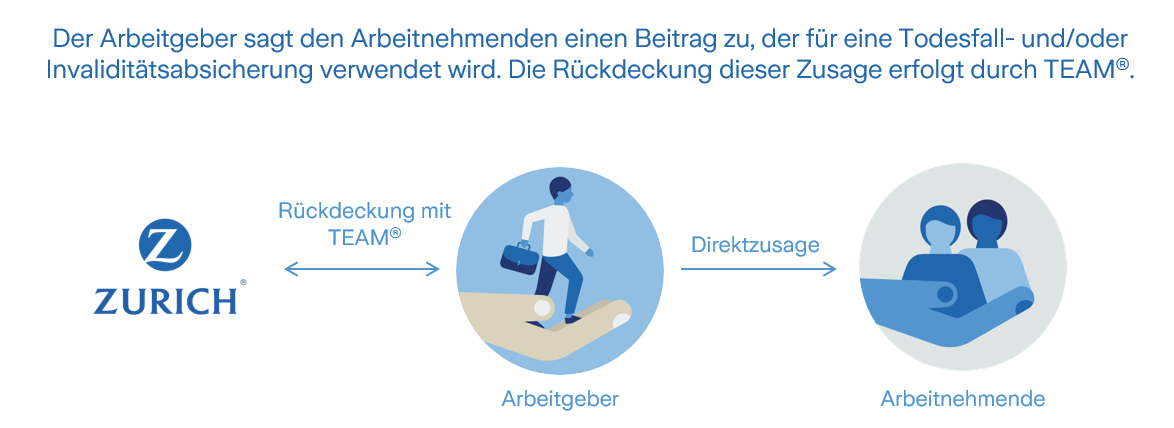 Der Arbeitgeber sagt den Arbeitnehmenden einen Beitrag zu, der für eine Todesfall- und/oder
Invaliditätsabsicherung verwendet wird. Die Rückdeckung dieser Zusage erfolgt durch TEAM®.
Rückdeckung mit
TEAM®
Direktzusage
Z
ZURICH®
Arbeitgeber
Arbeitnehmende